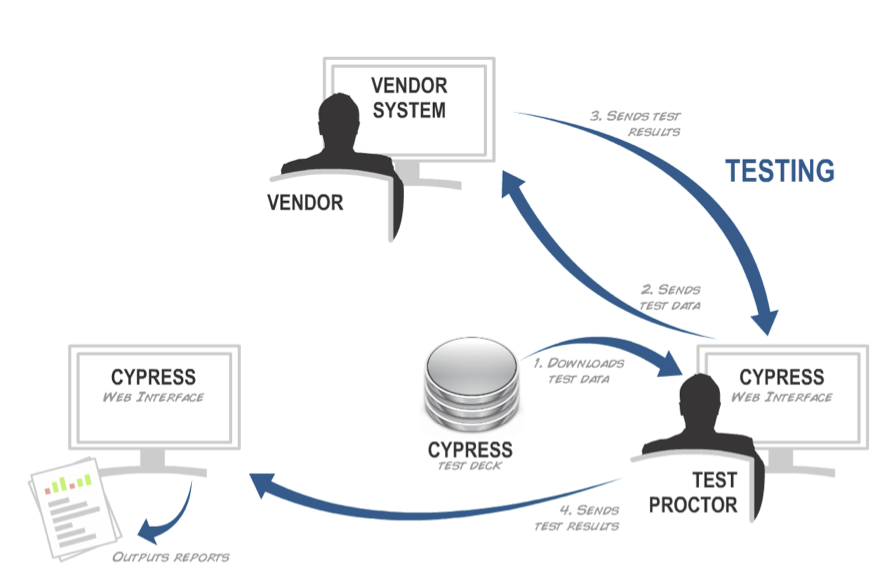 VENDOR
SYSTEM
3. Sends test
results
TESTING
VENDOR
2. Sends
test data
1. Downloads
test data
CYPRESS
Web Interface
CYPRESS
Web Interface
CYPRESS
test deck
TEST
PROCTOR
4. Sends
test results
Outputs reports